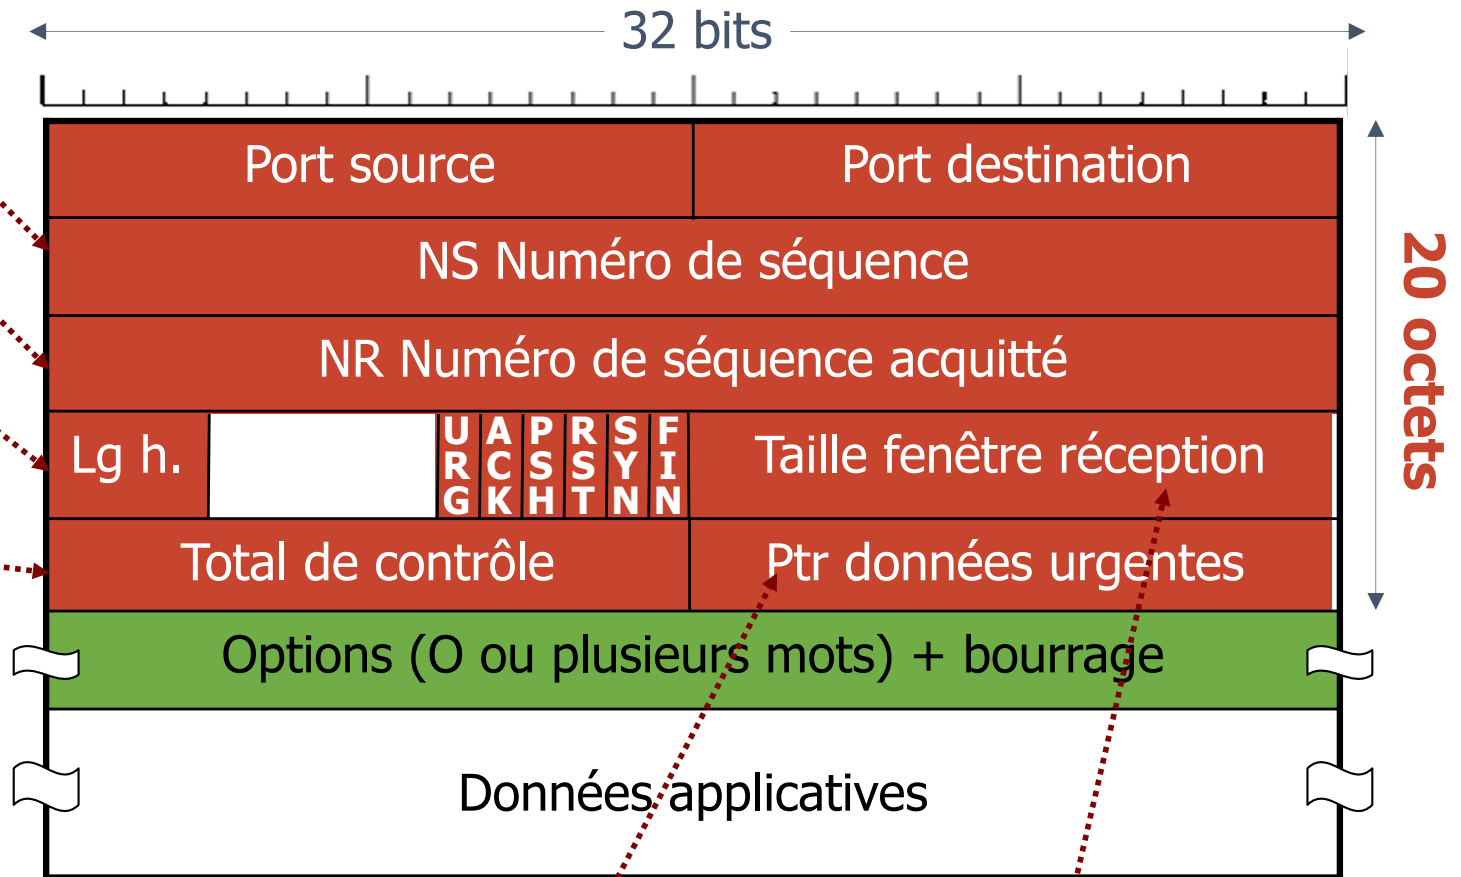 32 bits
Port source
Port destination
20 octets
NS Numéro de séquence
NR Numéro de séquence acquitté
Lg h.
URG
ACK
PSH
RST
SYN
FIN
Taille fenêtre réception
Total de contrôle
Ptr données urgentes
Options (O ou plusieurs mots) + bourrage
Données applicatives